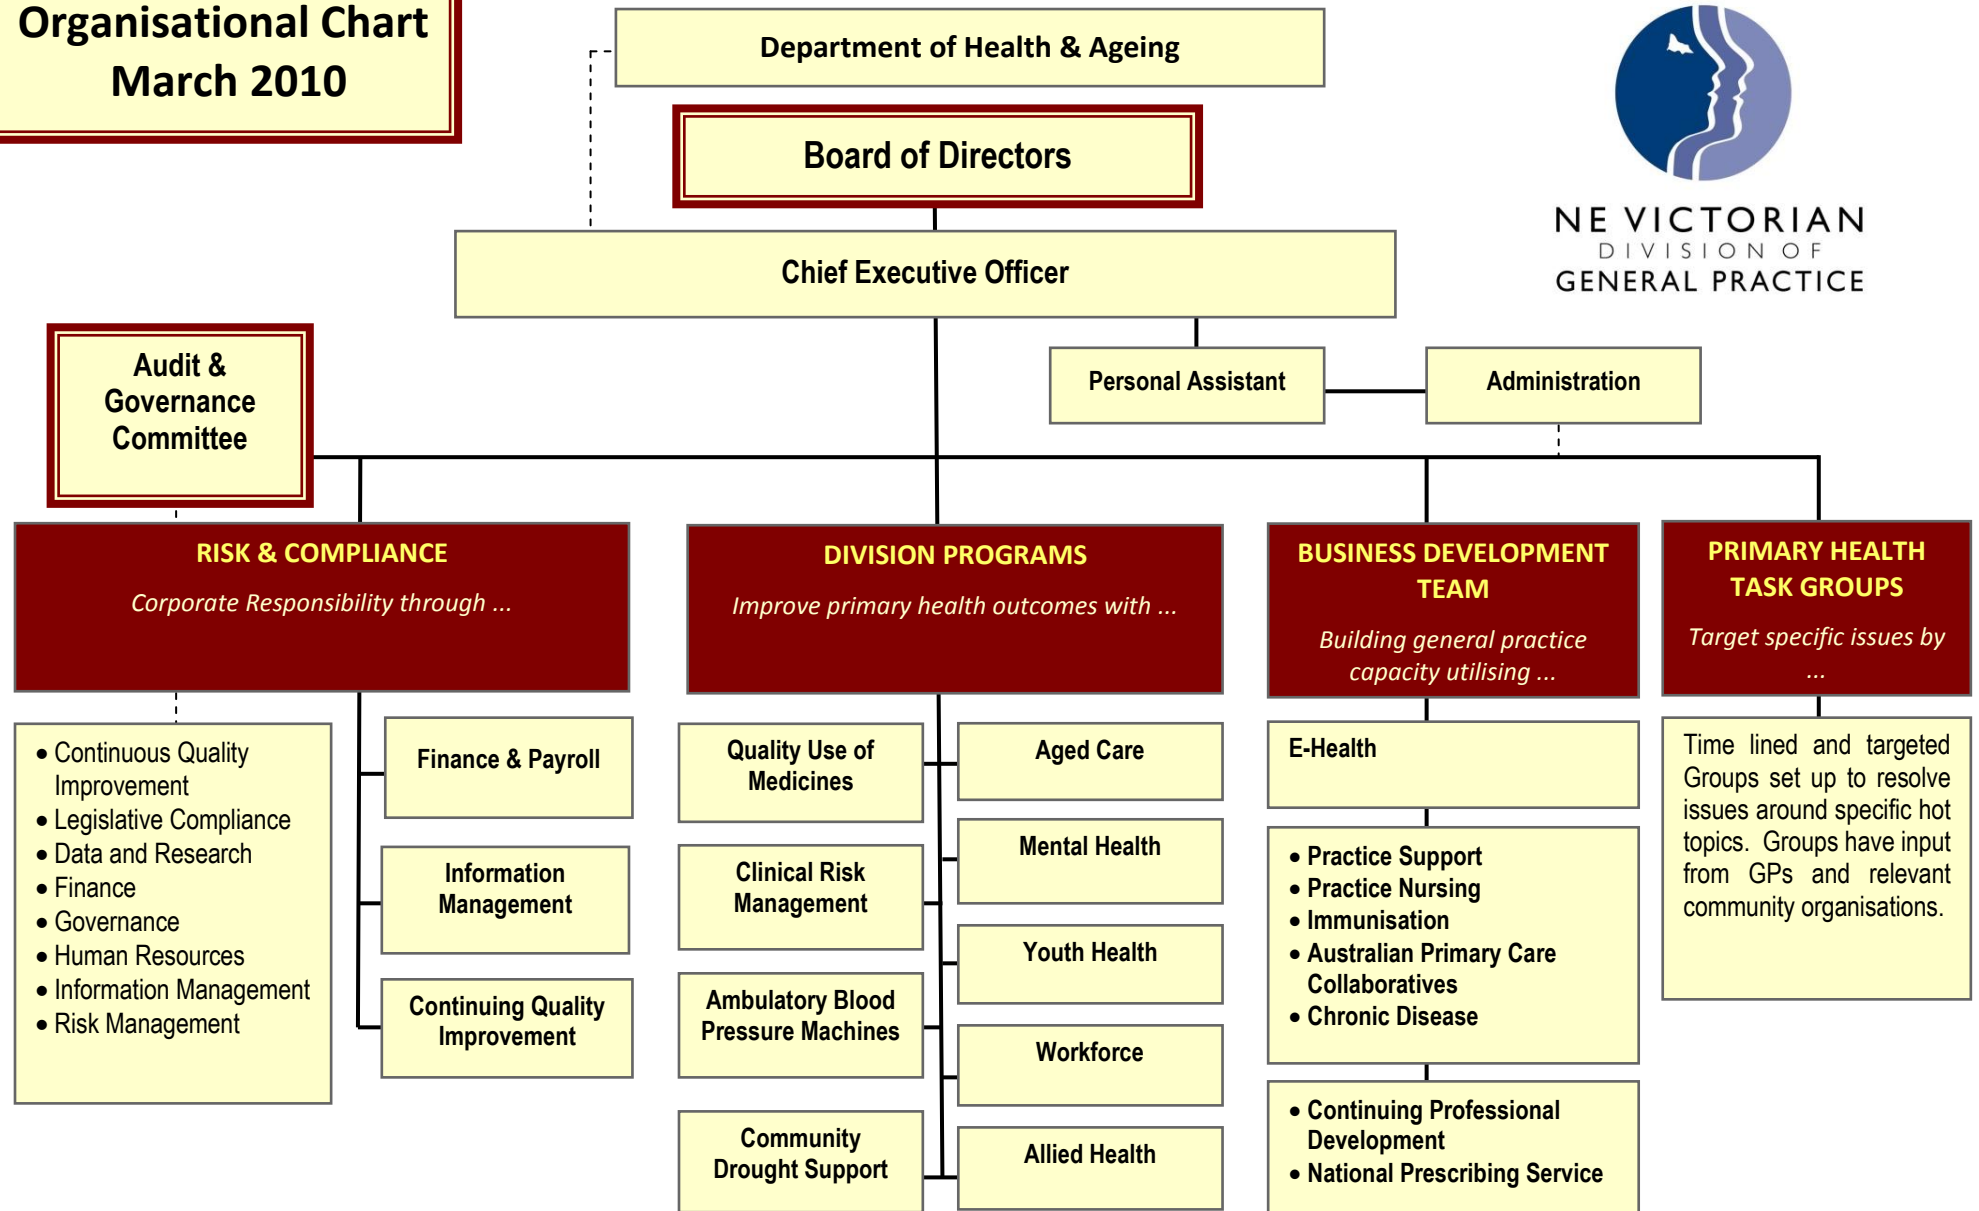 Organisational Chart
March 2010
Department of Health & Ageing
Board of Directors
Chief Executive Officer
NE VICTORIAN
DIVISION OF
GENERAL PRACTICE
Personal Assistant
Administration
Audit &
Governance
Committee
RISK & COMPLIANCE
Corporate Responsibility through ...
DIVISION PROGRAMS
Improve primary health outcomes with ...
BUSINESS DEVELOPMENT
TEAM
Building general practice
capacity utilising ...
PRIMARY HEALTH
TASK GROUPS
Target specific issues by
...
• Continuous Quality
Improvement
• Legislative Compliance
• Data and Research
• Finance
• Governance
• Human Resources
• Information Management
• Risk Management
Finance & Payroll
Information
Management
Continuing Quality
Improvement
Quality Use of
Medicines
Clinical Risk
Management
Ambulatory Blood
Pressure Machines
Community
Drought Support
Aged Care
Mental Health
Youth Health
Workforce
Allied Health
E-Health
• Practice Support
• Practice Nursing
• Immunisation
• Australian Primary Care
Collaboratives
• Chronic Disease
• Continuing Professional
Development
• National Prescribing Service
Time lined and targeted
Groups set up to resolve
issues around specific hot
topics. Groups have input
from GPs and relevant
community organisations.